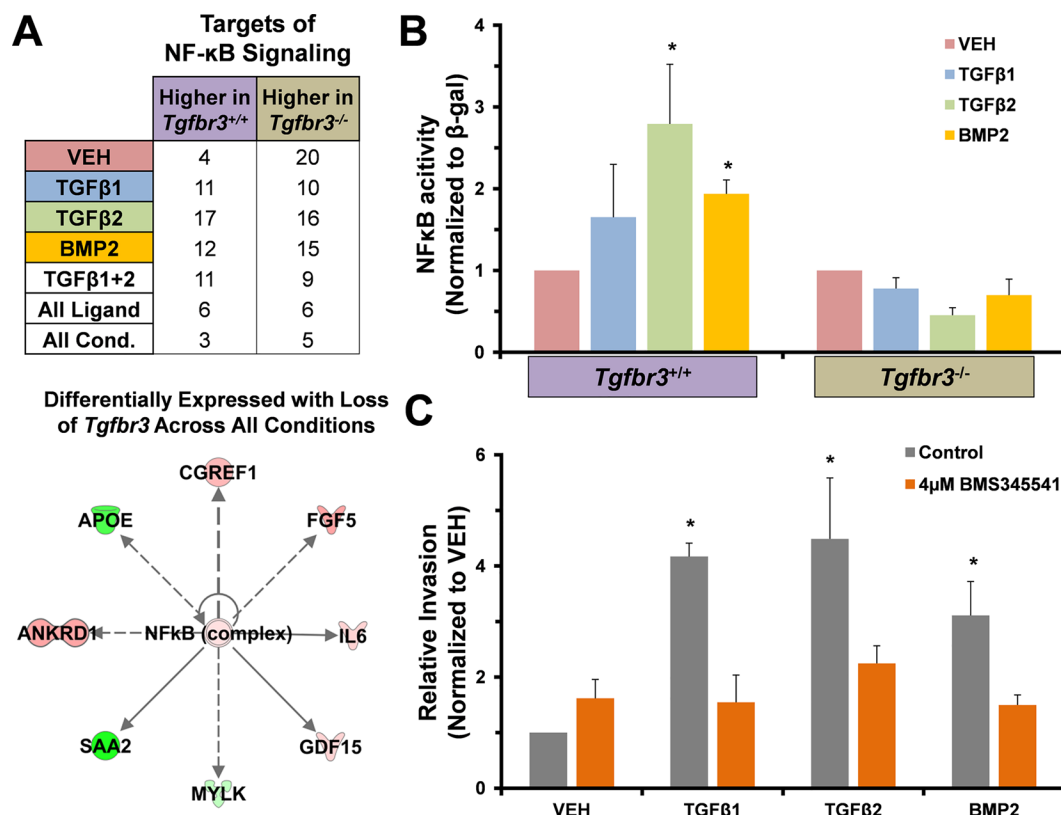 A
Targets of
NF-κB Signaling
Higher in Higher in
Tgfbr3+/+ Tgfbr3-/-
VEH 4 20
TGFβ1 11 10
TGFβ2 17 16
BMP2 12 15
TGFβ1+2 11 9
All Ligand 6 6
All Cond. 3 5
Differentially Expressed with Loss
of Tgfbr3 Across All Conditions
CGREF1
APOE
FGF5
ANKRD1
NFkB (complex)
IL6
SAA2
GDF15
MYLK
B
NFκB acitivity
(Normalized to β-gal)
5
4
3
2
1
0
VEH
TGFβ1
TGFβ2
BMP2
*
*
Tgfbr3+/+
Tgfbr3-/-
C
Relative Invasion
(Normalized to VEH)
6
4
2
0
Control
4μM BMS345541
*
*
*
VEH
TGFβ1
TGFβ2
BMP2